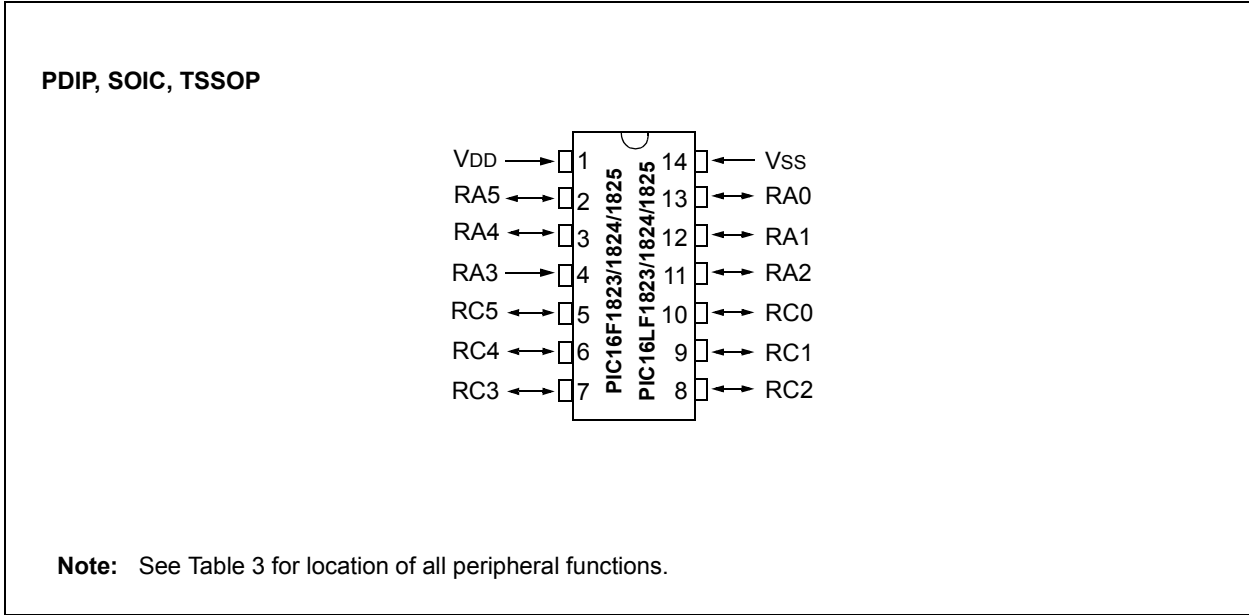 PDIP, SOIC, TSSOP
VDD 1 14 VSS
RA5 2 13 RA0
RA4 3 12 RA1
RA3 4 11 RA2
RC5 5 10 RC0
RC4 6 9 RC1
RC3 7 8 RC2
PIC16F1823/1824/1825
PIC16LF1823/1824/1825
Note: See Table 3 for location of all peripheral functions.